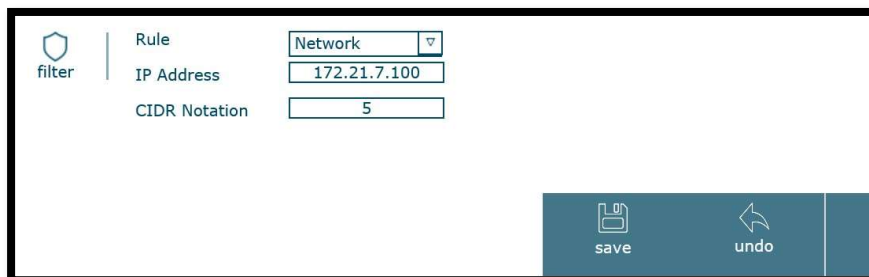 filter
Rule
Network
IP Address
172.21.7.100
CIDR Notation
5
save
undo